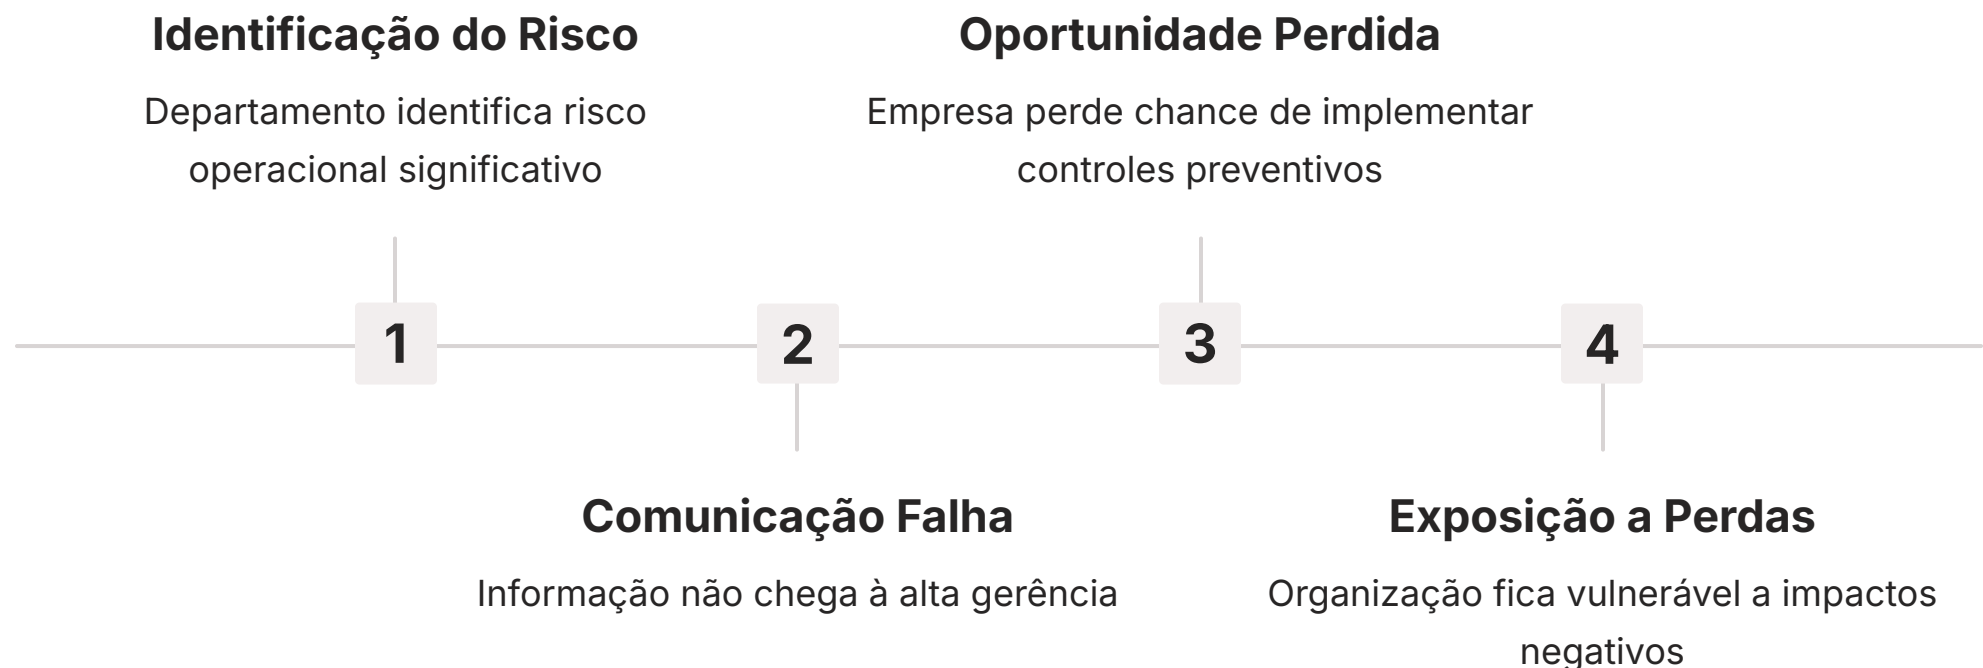 Identificação do Risco
Departamento identifica risco
operacional significativo
1
Comunicação Falha
Informação não chega à alta gerência
2
Oportunidade Perdida
Empresa perde chance de implementar
controles preventivos
3
Exposição a Perdas
Organização fica vulnerável a impactos
negativos
4